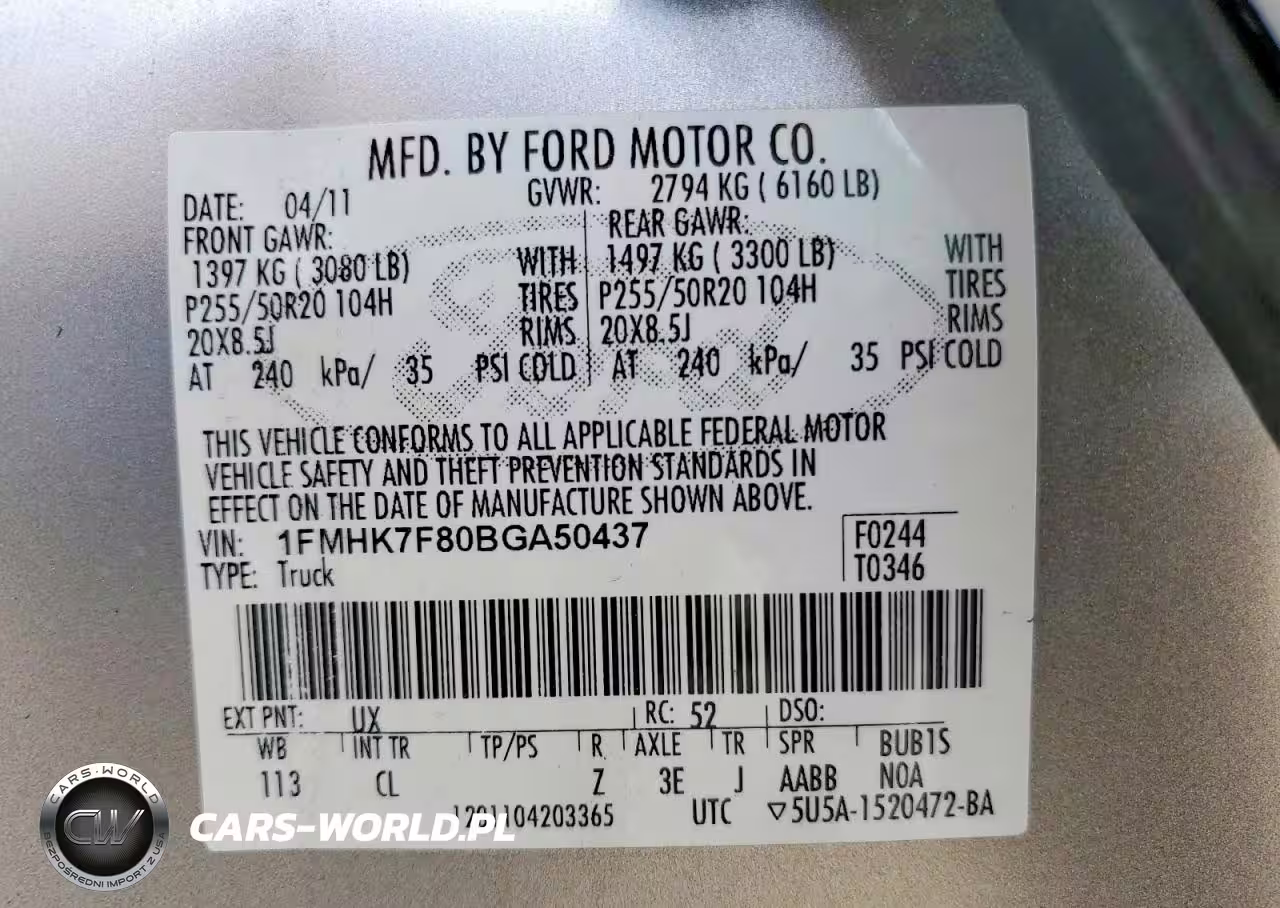 MFD. BY FORD MOTOR CO.
DATE: 04/11 GVWR: 2794 KG ( 6160 LB)
FRONT GAWR: REAR GAWR:
1397 KG ( 3080 LB) WITH 1497 KG ( 3300 LB) WITH
P255/50R20 104H TIRES P255/50R20 104H TIRES
20X8.5J RIMS 20X8.5J RIMS
AT 240 kPa/ 35 PSI COLD AT 240 kPa/ 35 PSI COLD
THIS VEHICLE CONFORMS TO ALL APPLICABLE FEDERAL MOTOR
VEHICLE SAFETY AND THEFT PREVENTION STANDARDS IN
EFFECT ON THE DATE OF MANUFACTURE SHOWN ABOVE.
VIN: 1FMHK7F80BGA50437 F0244
TYPE: Truck T0346
EXT PNT: UX RC: 52 DSO:
WB INT TR TP/PS R AXLE TR SPR BUB1S
113 CL Z 3E J AABB N0A
UTC ▽5U5A-1520472-BA
CARS-WORLD
CW
BEZPOŚREDNI IMPORT Z USA
CARS-WORLD.PL